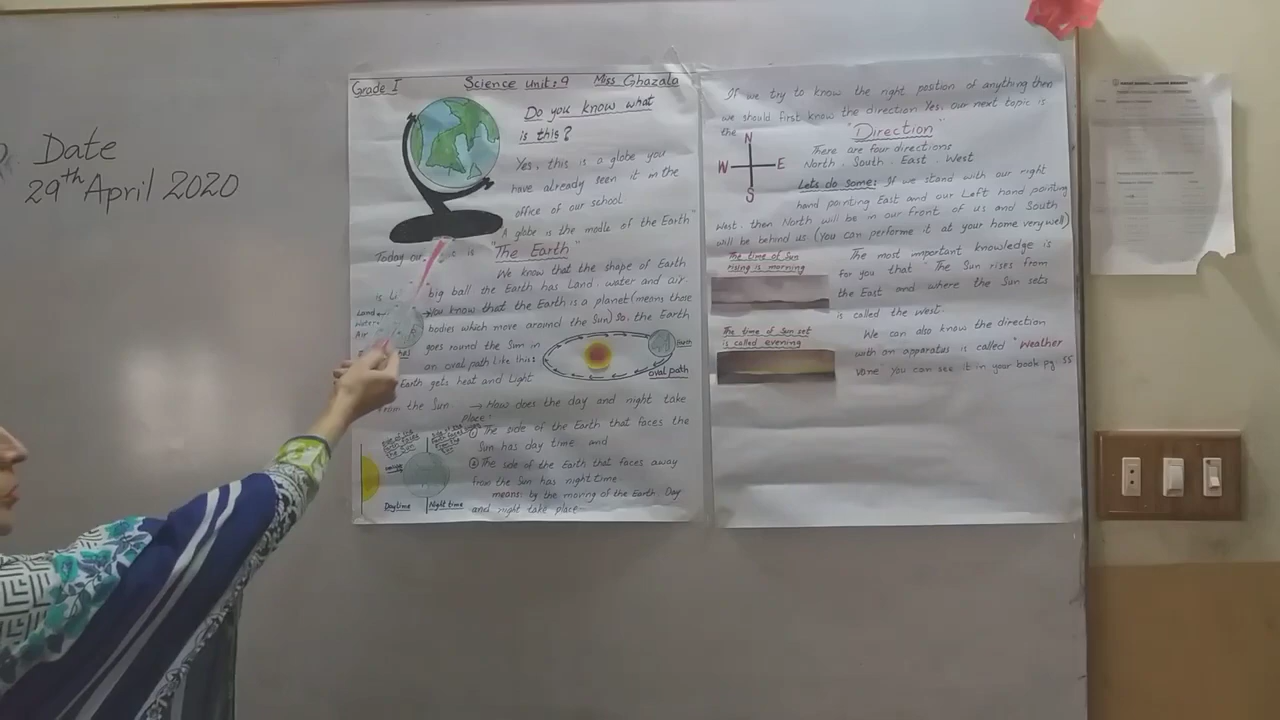 Date
29th April 2020
Grade I Science unit: 9 Miss Ghazala
Do you know what
is this?
Yes, this is a globe you
have already seen it in the
office of our school
A globe is the modle of the Earth"
Today our is "The Earth"
We know that the shape of Earth
is big ball the Earth has Land, water and air.
Land
Water
Air
You know that the Earth is a planet (means those
bodies which move around the Sun) So, the Earth
goes round the Sun in
an oval path like this:
Earth
oval path
Earth gets heat and Light
from the Sun. → How does the day and night take
place?
① The side of the Earth that faces the
Sun has day time and
② The side of the Earth that faces away
from the Sun has night time.
means: by the moving of the Earth, Day
and night take place
Daytime Night time
If we try to know the right position of anything then
we should first know the direction Yes, our next topic is
the "Direction"
N
W E
S
There are four directions
North, South, East, West
Lets do some: If we stand with our right
hand pointing East and our Left hand pointing
West, then North will be in our front of us and South
will be behind us. (You can performe it at your home very well)
The time of Sun
rising is morning
The most important knowledge is
for you that The Sun rises from
the East and where the Sun sets
is called the West.
The time of Sun set
is called evening
We can also know the direction
with an apparatus is called "Weather
vane" You can see it in your book pg 55